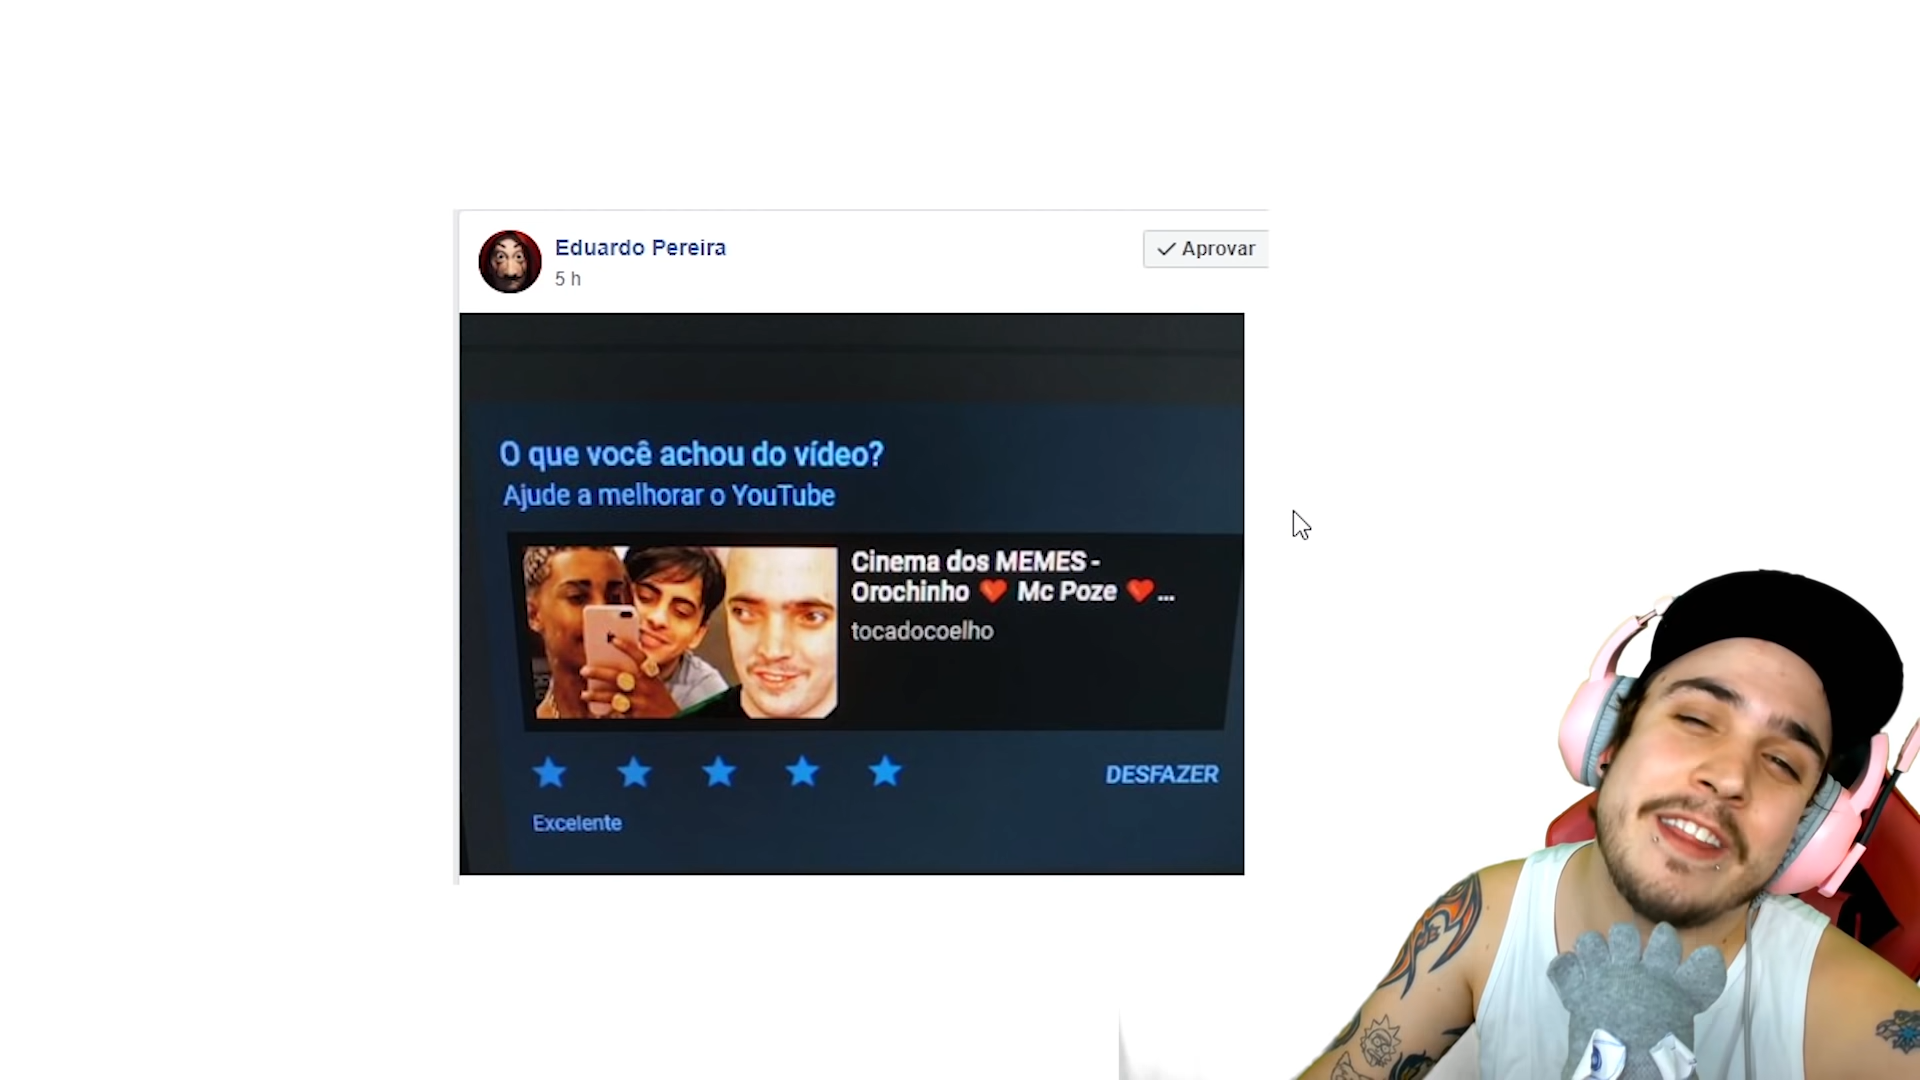 Eduardo Pereira
5 h
Aprovar
O que você achou do vídeo?
Ajude a melhorar o YouTube
Cinema dos MEMES -
Orochinho ❤️ Mc Poze ❤️ ...
tocadocoelho
DESFAZER
Excelente